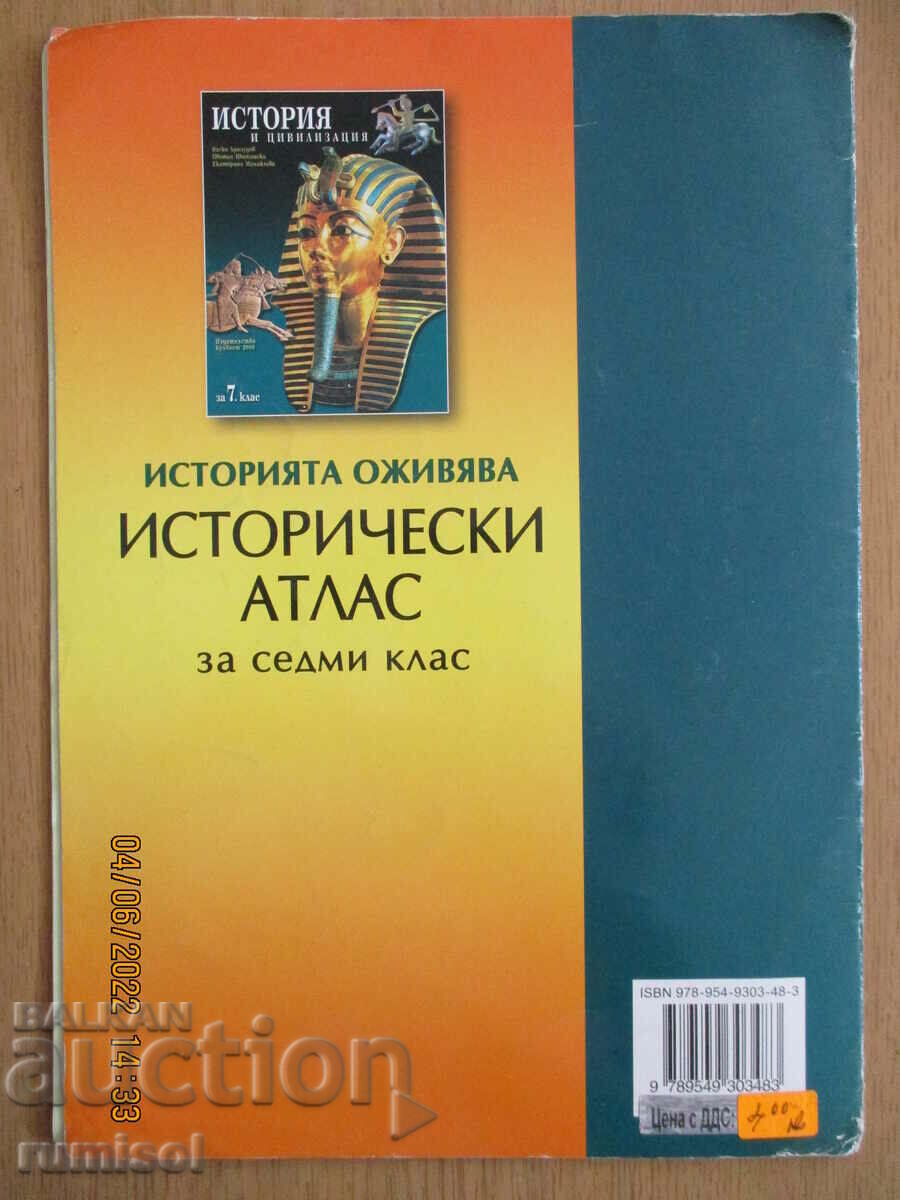 ИСТОРИЯ
И ЦИВИЛИЗАЦИЯ
за 7. клас
ИСТОРИЯТА ОЖИВЯВА
ИСТОРИЧЕСКИ
АТЛАС
за седми клас
04/06/2022 14:33
ISBN 978-954-9303-48-3
9 789549 303483
Цена с ДДС:
BALKAN
auction
rumisol